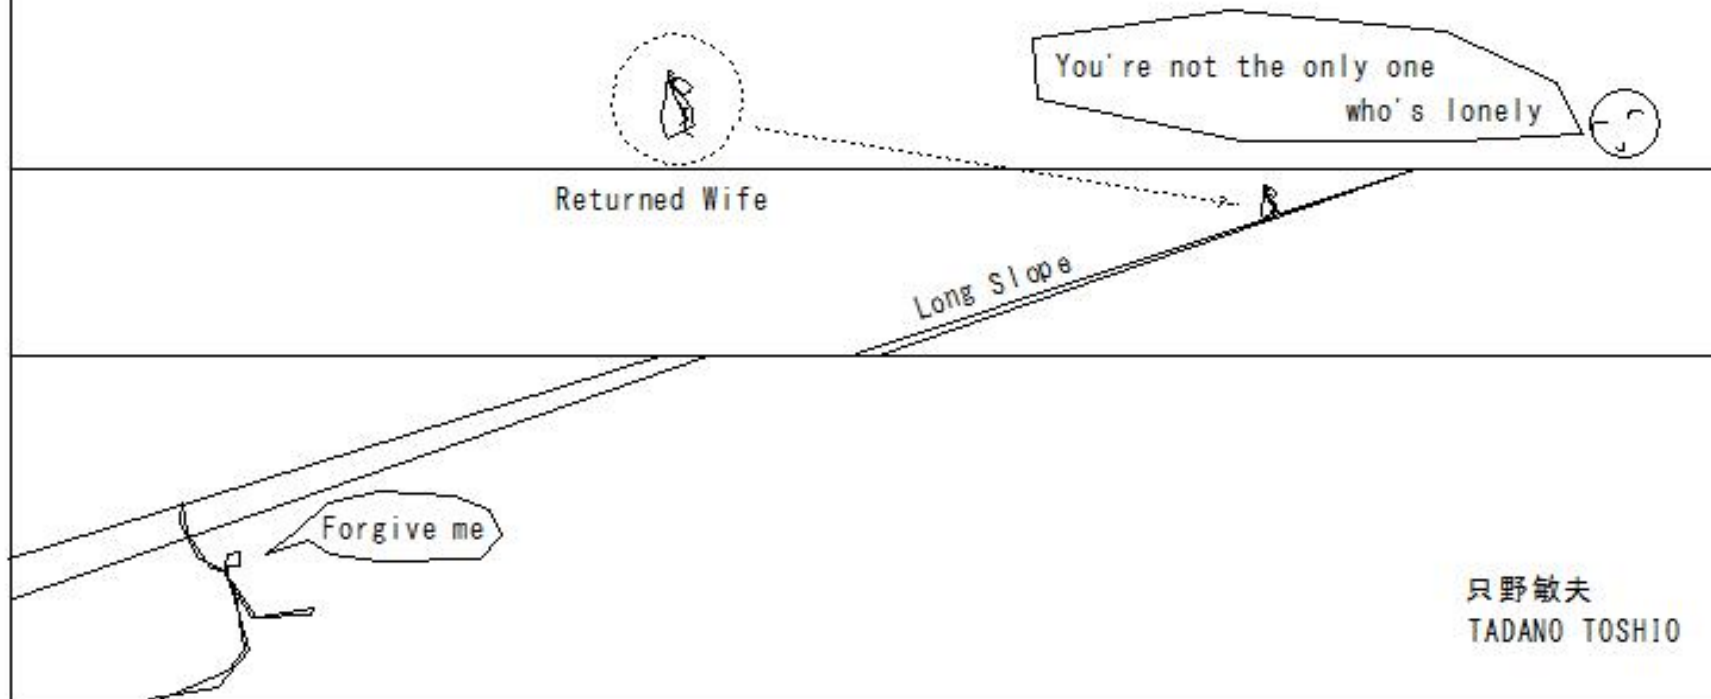 You're not the only one
who's lonely
Returned Wife
Long Slope
Forgive me
只野敏夫
TADANO TOSHIO